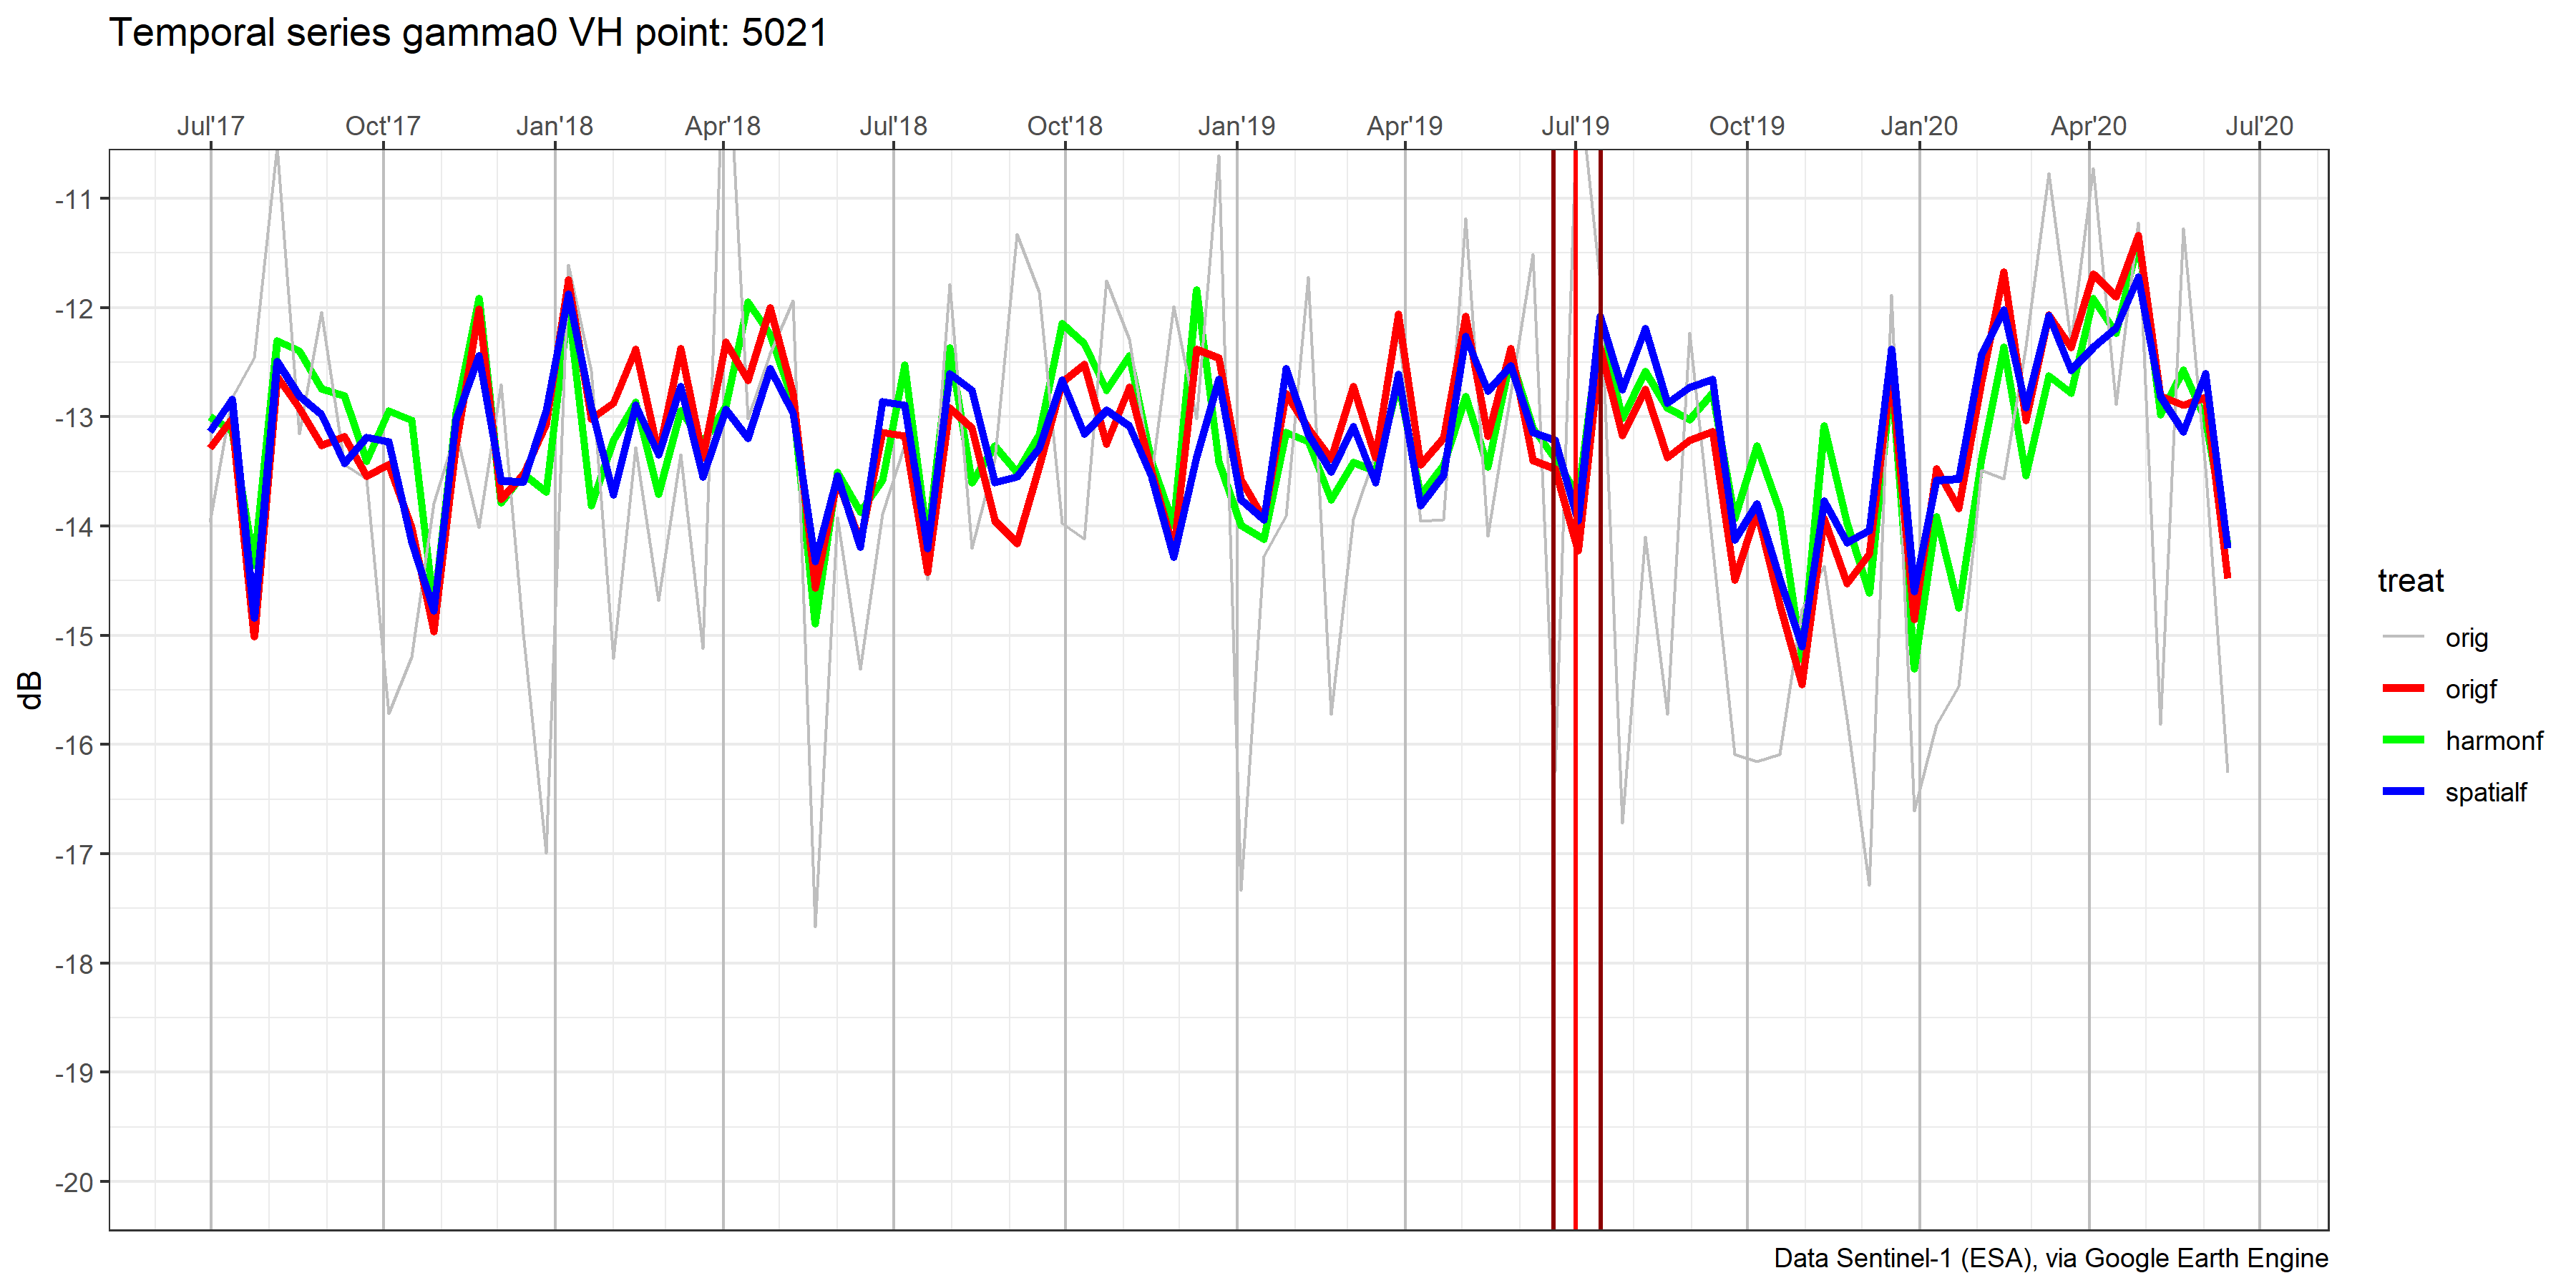 Temporal series gamma0 VH point: 5021
Jul'17 Oct'17 Jan'18 Apr'18 Jul'18 Oct'18 Jan'19 Apr'19 Jul'19 Oct'19 Jan'20 Apr'20 Jul'20
-11
-12
-13
-14
-15
-16
-17
-18
-19
-20
dB
treat
orig
origf
harmonf
spatialf
Data Sentinel-1 (ESA), via Google Earth Engine